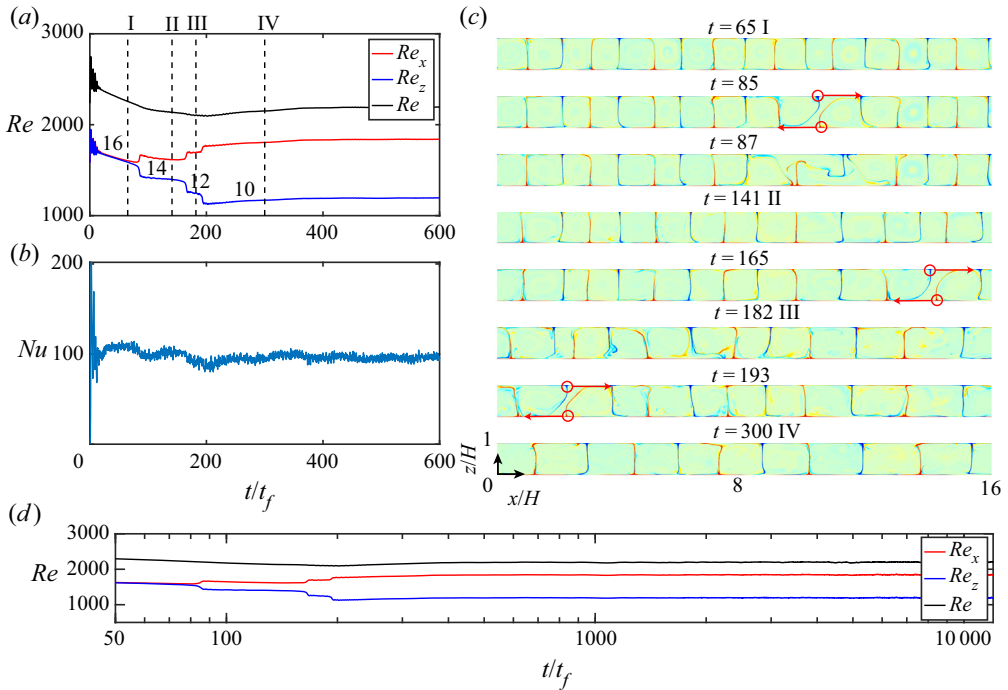 (a)
I II III IV
3000
Re_x
Re_z
Re
Re
2000
16
14
12
10
1000
0 200 400 600
(b)
200
Nu
100
0 200 400 600
t/t_f
(c)
t = 65 I
t = 85
t = 87
t = 141 II
t = 165
t = 182 III
t = 193
t = 300 IV
1
z/H
0
x/H
8
16
(d)
3000
Re
2000
1000
Re_x
Re_z
Re
50 100 1000 10 000
t/t_f